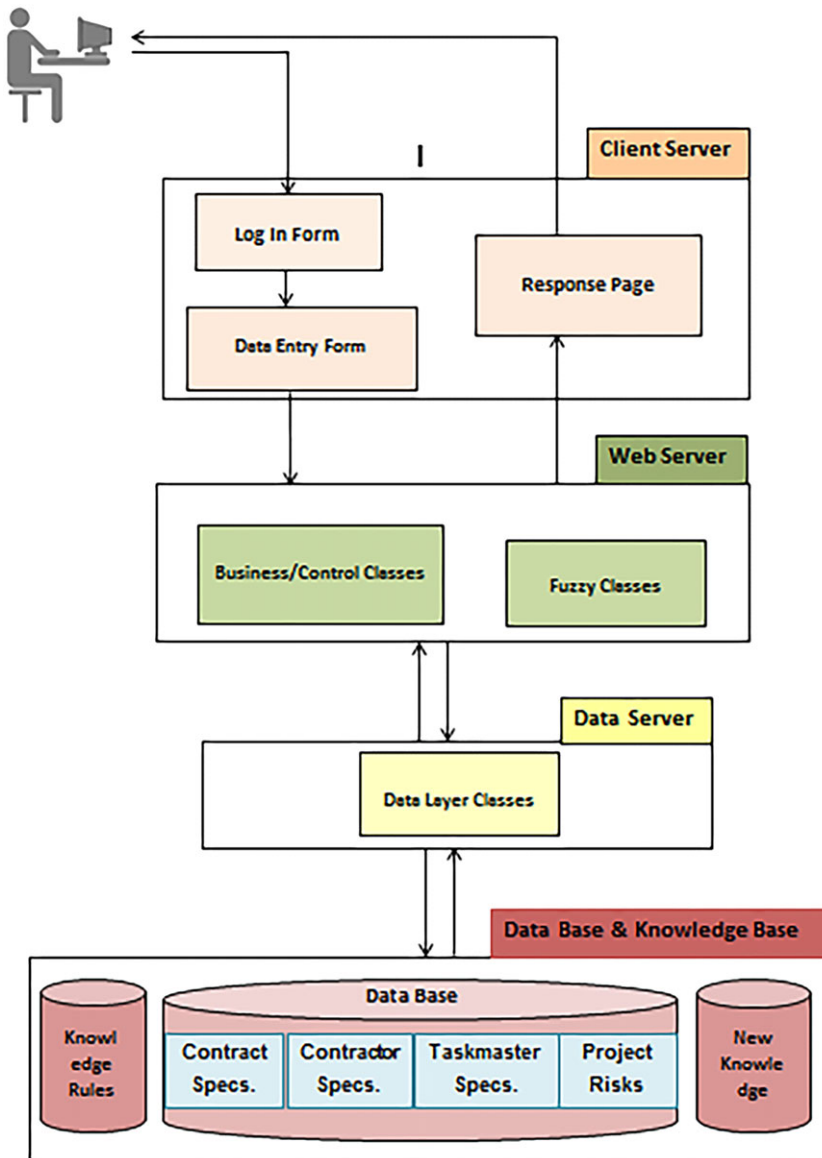 Client Server
Log In Form
Response Page
Data Entry Form
Web Server
Business/Control Classes
Fuzzy Classes
Data Server
Data Layer Classes
Data Base & Knowledge Base
Data Base
Knowl
edge
Rules
Contract
Specs.
Contractor
Specs.
Taskmaster
Specs.
Project
Risks
New
Knowle
dge